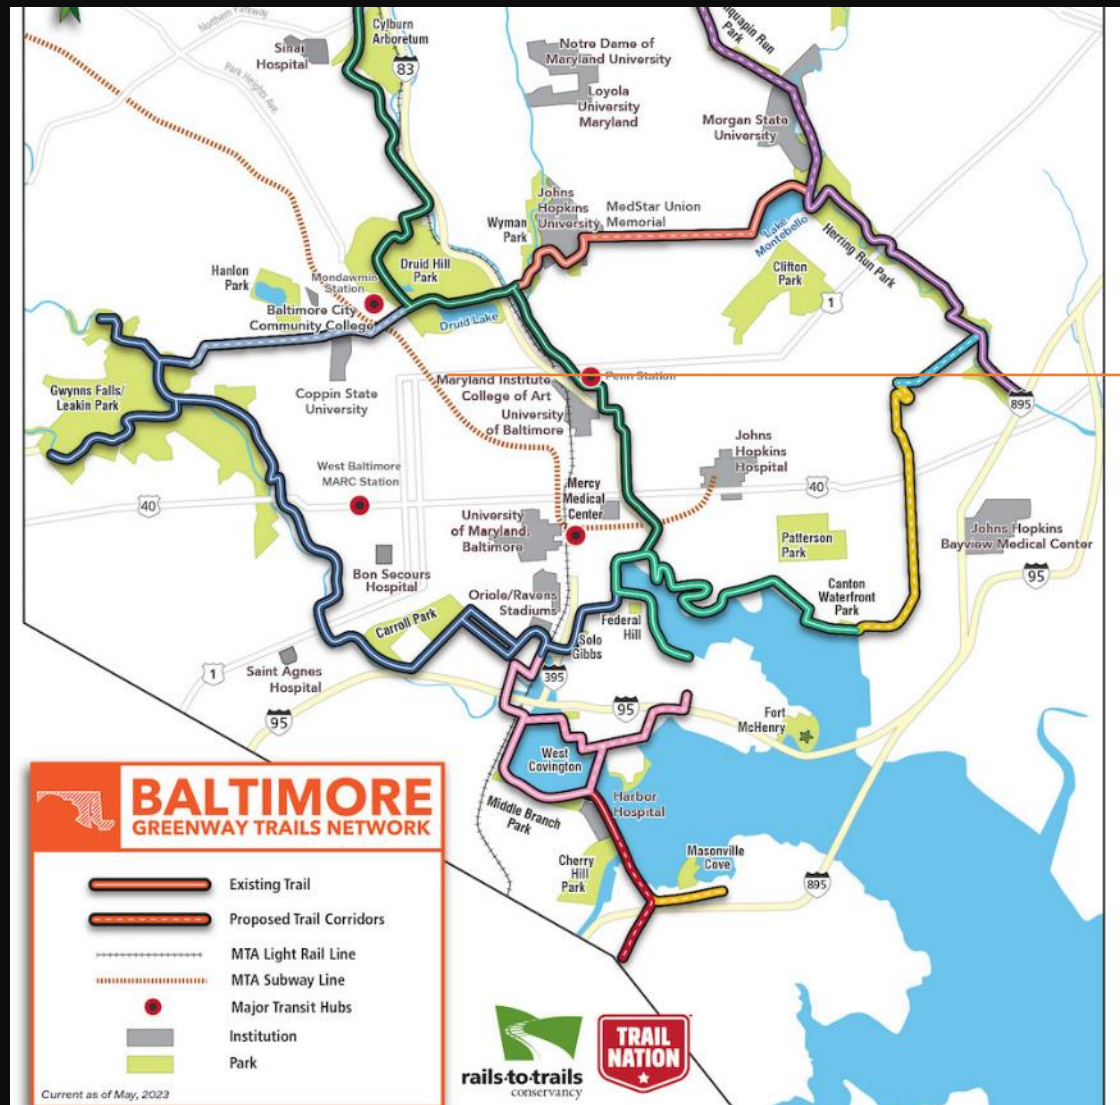 Northern Parkway
Cylburn
Arboretum
Sinai
Hospital
83
Park Heights Ave.
Notre Dame of
Maryland University
Loyola
University
Maryland
Run
Park
Morgan State
University
Johns
Hopkins
University
MedStar Union
Memorial
Wyman
Park
Lake
Montebello
Herring Run Park
Clifton
Park
1
Hanlon
Park
Mondawmin
Station
Druid Hill
Park
Baltimore City
Community College
Druid Lake
Gwynns Falls/
Leakin Park
Coppin State
University
Maryland Institute
College of Art
Penn Station
University
of Baltimore
895
Johns
Hopkins
Hospital
West Baltimore
MARC Station
40
40
Mercy
Medical
Center
University
of Maryland,
Baltimore
Patterson
Park
Johns Hopkins
Bayview Medical Center
95
Bon Secours
Hospital
Oriole/Ravens
Stadiums
Canton
Waterfront
Park
Carroll Park
Federal
Hill
Solo
Gibbs
1
Saint Agnes
Hospital
395
95
95
Fort
McHenry
West
Covington
Middle Branch
Park
Harbor
Hospital
Cherry
Hill
Park
Masonville
Cove
895
BALTIMORE
GREENWAY TRAILS NETWORK
Existing Trail
Proposed Trail Corridors
MTA Light Rail Line
MTA Subway Line
Major Transit Hubs
Institution
Park
Current as of May, 2023
rails-to-trails
conservancy
TRAIL
NATION